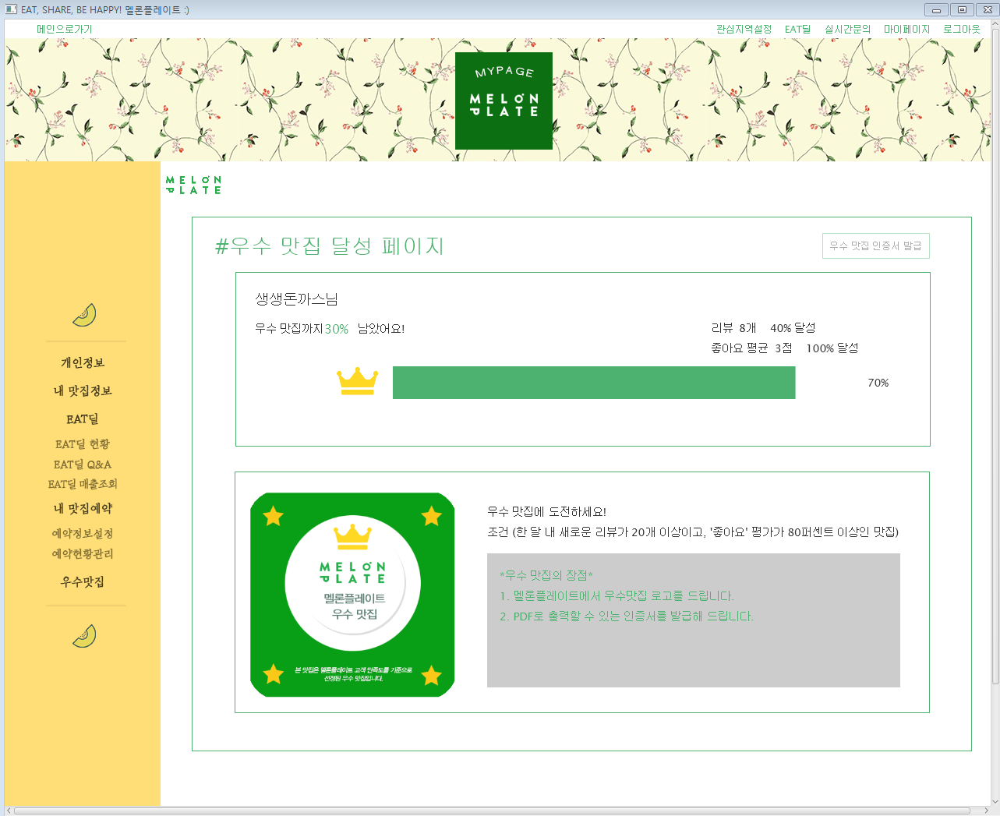 EAT, SHARE, BE HAPPY! 멜론플레이트 :)
메인으로가기
관심지역설정 EAT딜 실시간문의 마이페이지 로그아웃
MYPAGE
MELON
PLATE
MELON
PLATE
개인정보
내 맛집정보
EAT딜
EAT딜 현황
EAT딜 Q&A
EAT딜 매출조회
내 맛집예약
예약정보설정
예약현황관리
우수맛집
#우수 맛집 달성 페이지
우수 맛집 인증서 발급
생생돈까스님
우수 맛집까지 30% 남았어요!
리뷰 8개 40% 달성
좋아요 평균 3점 100% 달성
70%
MELON
PLATE
멜론플레이트
우수 맛집
본 맛집은 멜론플레이트 고객 만족도를 기준으로
선정된 우수 맛집입니다.
우수 맛집에 도전하세요!
조건 (한 달 내 새로운 리뷰가 20개 이상이고, '좋아요' 평가가 80퍼센트 이상인 맛집)
*우수 맛집의 장점*
1. 멜론플레이트에서 우수맛집 로고를 드립니다.
2. PDF로 출력할 수 있는 인증서를 발급해 드립니다.